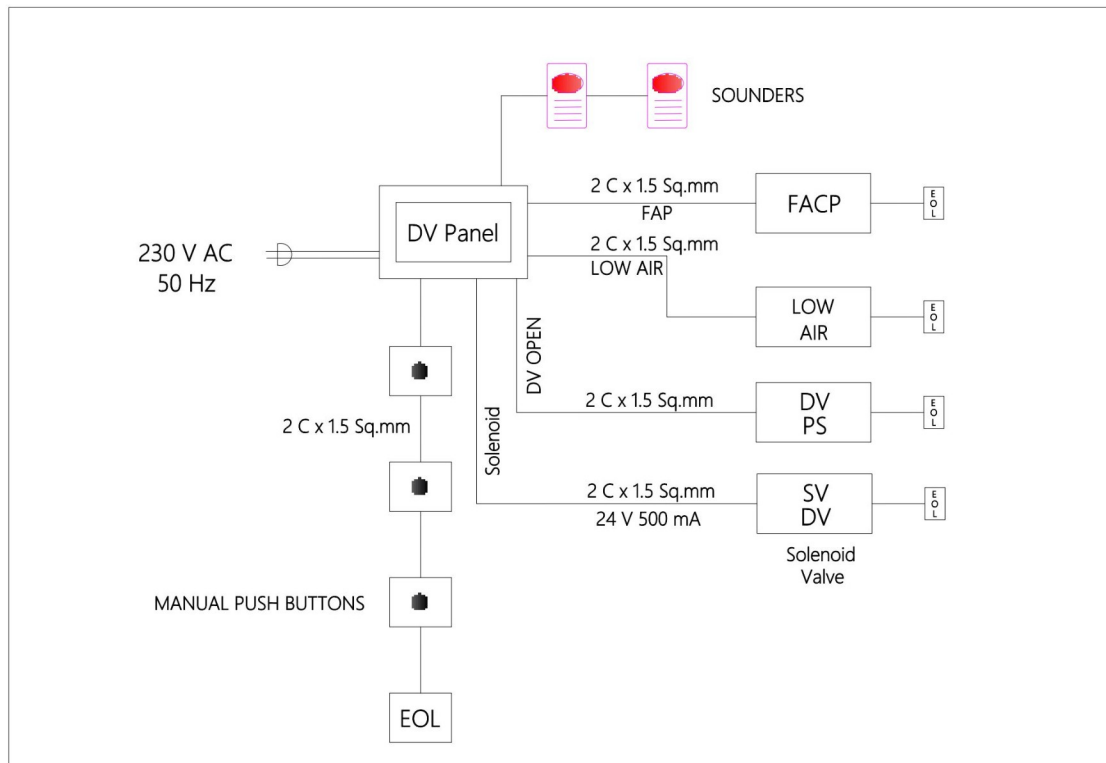 SOUNDERS
2 C x 1.5 Sq.mm
FAP
FACP
E
O
L
DV Panel
230 V AC
50 Hz
2 C x 1.5 Sq.mm
LOW AIR
LOW
AIR
E
O
L
DV OPEN
2 C x 1.5 Sq.mm
DV
PS
E
O
L
2 C x 1.5 Sq.mm
Solenoid
2 C x 1.5 Sq.mm
24 V 500 mA
SV
DV
E
O
L
Solenoid
Valve
MANUAL PUSH BUTTONS
EOL